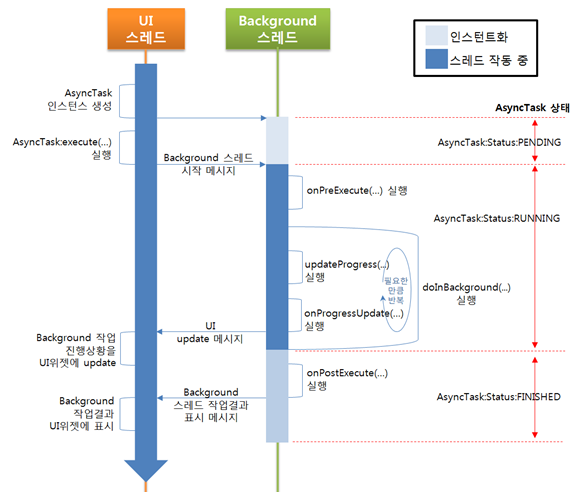 UI
스레드
Background
스레드
인스턴트화
스레드 작동 중
AsyncTask 상태
AsyncTask
인스턴스 생성
AsyncTask:execute(...)
실행
AsyncTask:Status:PENDING
Background 스레드
시작 메시지
onPreExecute(...) 실행
AsyncTask:Status:RUNNING
updateProgress(...)
실행
필요한
만큼
반복
doInBackground(...)
실행
onProgressUpdate(...)
실행
UI
update 메시지
Background 작업
진행상황을
UI위젯에 update
onPostExecute(...)
실행
Background
스레드 작업결과
표시 메시지
AsyncTask:Status:FINISHED
Background
작업결과
UI위젯에 표시